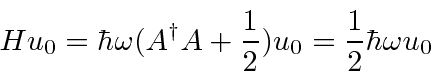 $Hu_0 = \hbar\omega(A^\dagger A + \frac{1}{2})u_0 = \frac{1}{2}\hbar\omega u_0$